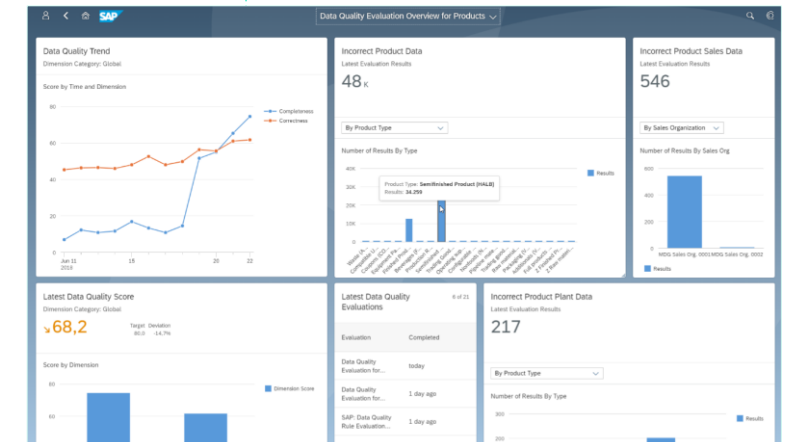 SAP
Data Quality Evaluation Overview for Products
Data Quality Trend
Dimension Category: Global
Score by Time and Dimension
80
60
40
20
0
Jun 11
2019
18
20
22
Completeness
Correctness
Incorrect Product Data
Latest Evaluation Results
48 K
By Product Type
Number of Results By Type
40K
30K
20K
10K
0
Results
Product Type: Semifinished Product [HALB]
Results: 34.259
Incorrect Product Sales Data
Latest Evaluation Results
546
By Sales Organization
Number of Results By Sales Org
600
400
200
0
MDG Sales Org. 0001
MDG Sales Org. 0002
Results
Latest Data Quality Score
Dimension Category: Global
68,2
Target Deviation
80.0 -14.7%
Score by Dimension
80
60
Dimension Score
Latest Data Quality
Evaluations
6 of 21
Evaluation Completed
Data Quality
Evaluation for...
today
Data Quality
Evaluation for...
1 day ago
SAP: Data Quality
Rule Evaluation...
1 day ago
Incorrect Product Plant Data
Latest Evaluation Results
217
By Product Type
Number of Results By Type
300
200
Results